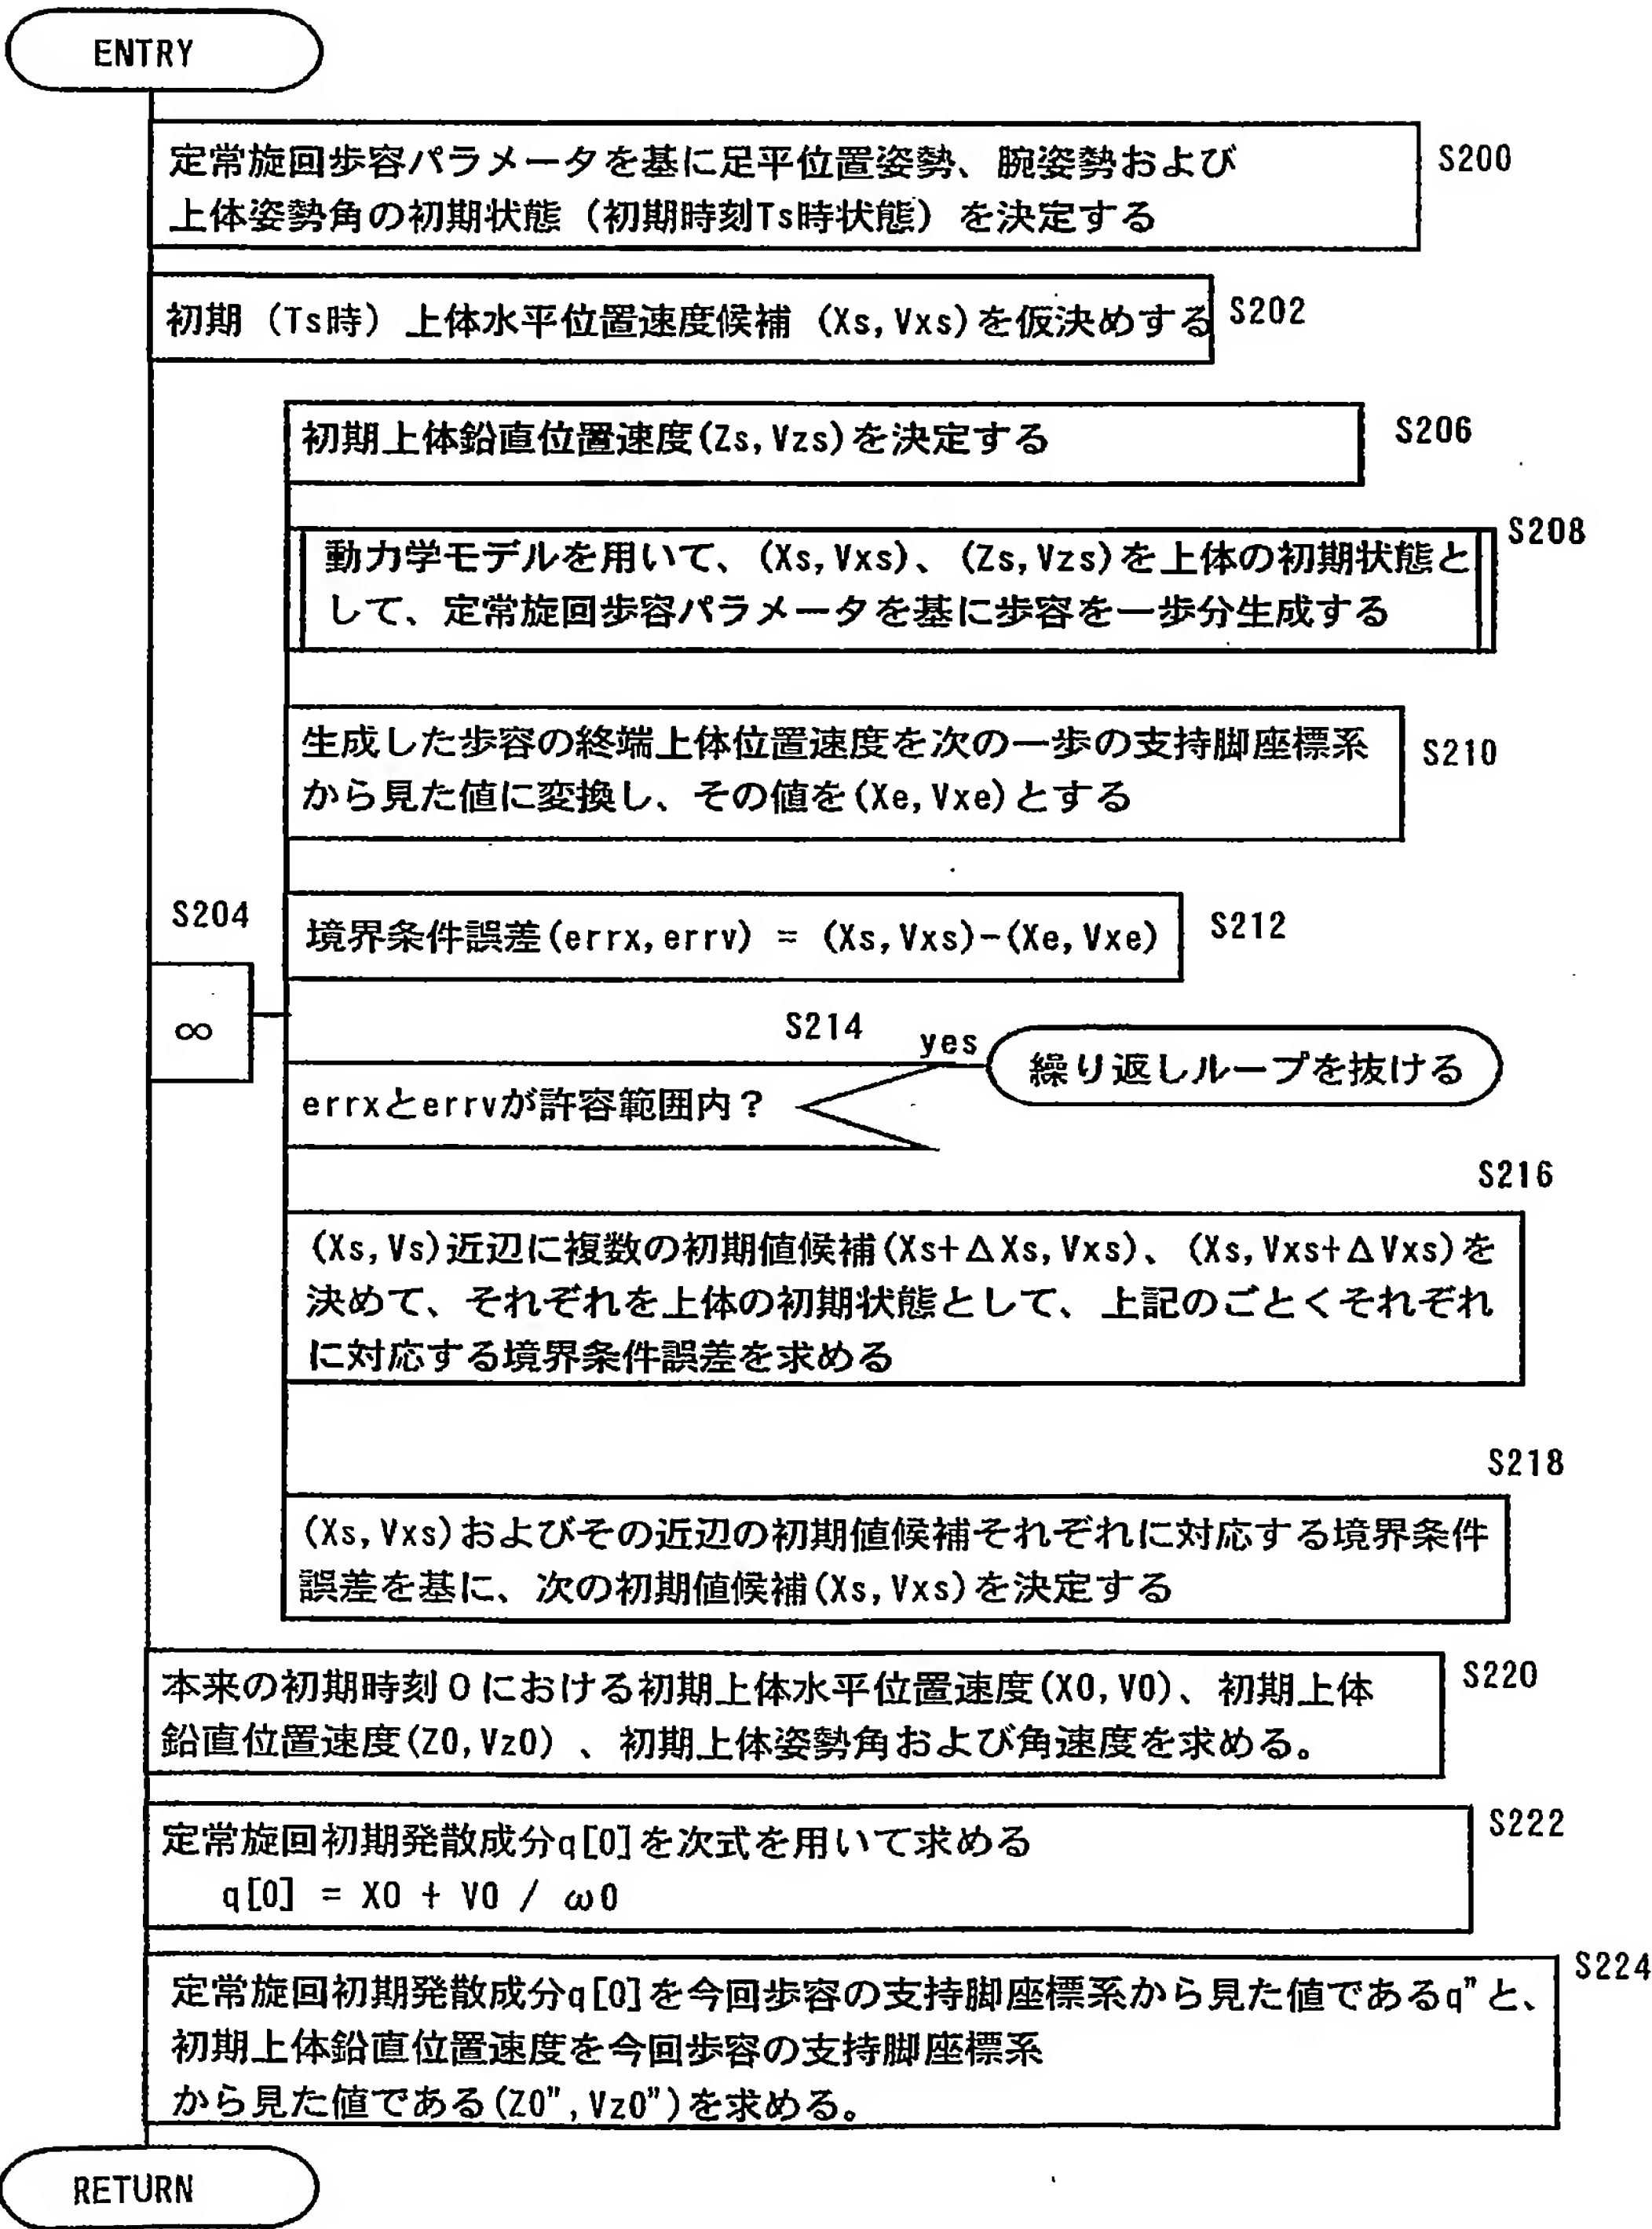 ENTRY
定常旋回歩容パラメータを基に足平位置姿勢、腕姿勢および
上体姿勢角の初期状態（初期時刻Ts時状態）を決定する
S200
初期（Ts時）上体水平位置速度候補（Xs,Vxs)を仮決めする
S202
初期上体鉛直位置速度(Zs,Vzs)を決定する
S206
動力学モデルを用いて、(Xs,Vxs)、(Zs,Vzs)を上体の初期状態と
して、定常旋回歩容パラメータを基に歩容を一歩分生成する
S208
生成した歩容の終端上体位置速度を次の一歩の支持脚座標系
から見た値に変換し、その値を(Xe,Vxe)とする
S210
S204
∞
境界条件誤差(errx,errv) = (Xs,Vxs)-(Xe,Vxe)
S212
S214
errxとerrvが許容範囲内？
yes
繰り返しループを抜ける
S216
(Xs,Vs)近辺に複数の初期値候補(Xs+ΔXs,Vxs)、(Xs,Vxs+ΔVxs)を
決めて、それぞれを上体の初期状態として、上記のごとくそれぞれ
に対応する境界条件誤差を求める
S218
(Xs,Vxs)およびその近辺の初期値候補それぞれに対応する境界条件
誤差を基に、次の初期値候補(Xs,Vxs)を決定する
本来の初期時刻０における初期上体水平位置速度(X0,V0)、初期上体
鉛直位置速度(Z0,Vz0) 、初期上体姿勢角および角速度を求める。
S220
定常旋回初期発散成分q[0]を次式を用いて求める
q[0] = X0 + V0 / ω0
S222
定常旋回初期発散成分q[0]を今回歩容の支持脚座標系から見た値であるq”と、
初期上体鉛直位置速度を今回歩容の支持脚座標系
から見た値である(Z0”,Vz0”)を求める。
S224
RETURN